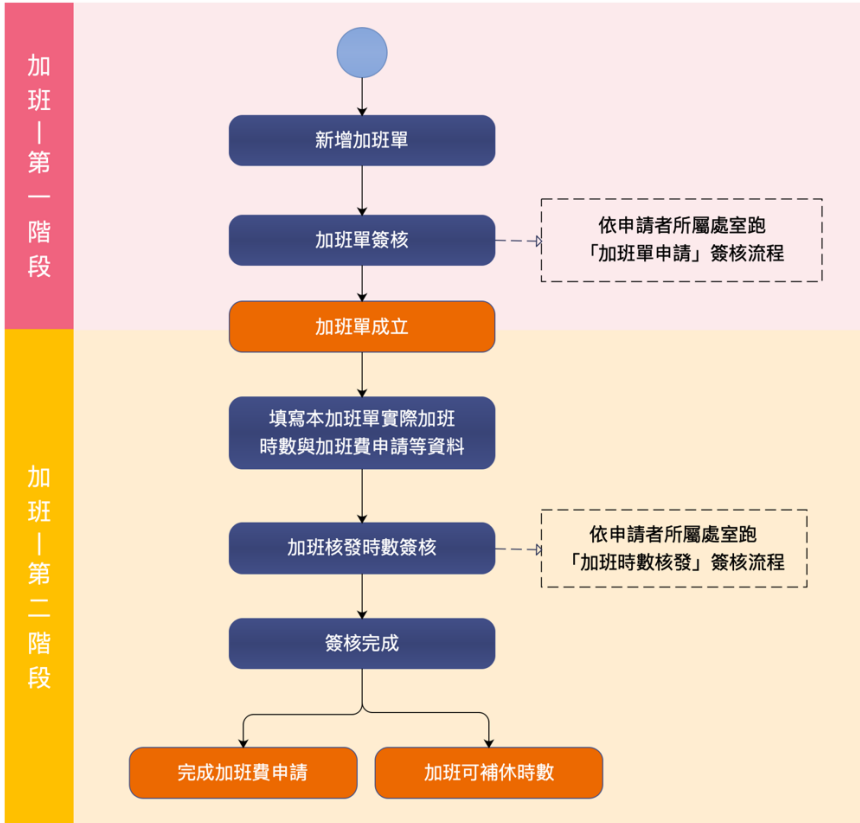 加班|第一階段
新增加班單
加班單簽核
依申請者所屬處室跑
「加班單申請」簽核流程
加班單成立
加班|第二階段
填寫本加班單實際加班
時數與加班費申請等資料
加班核發時數簽核
依申請者所屬處室跑
「加班時數核發」簽核流程
簽核完成
完成加班費申請
加班可補休時數